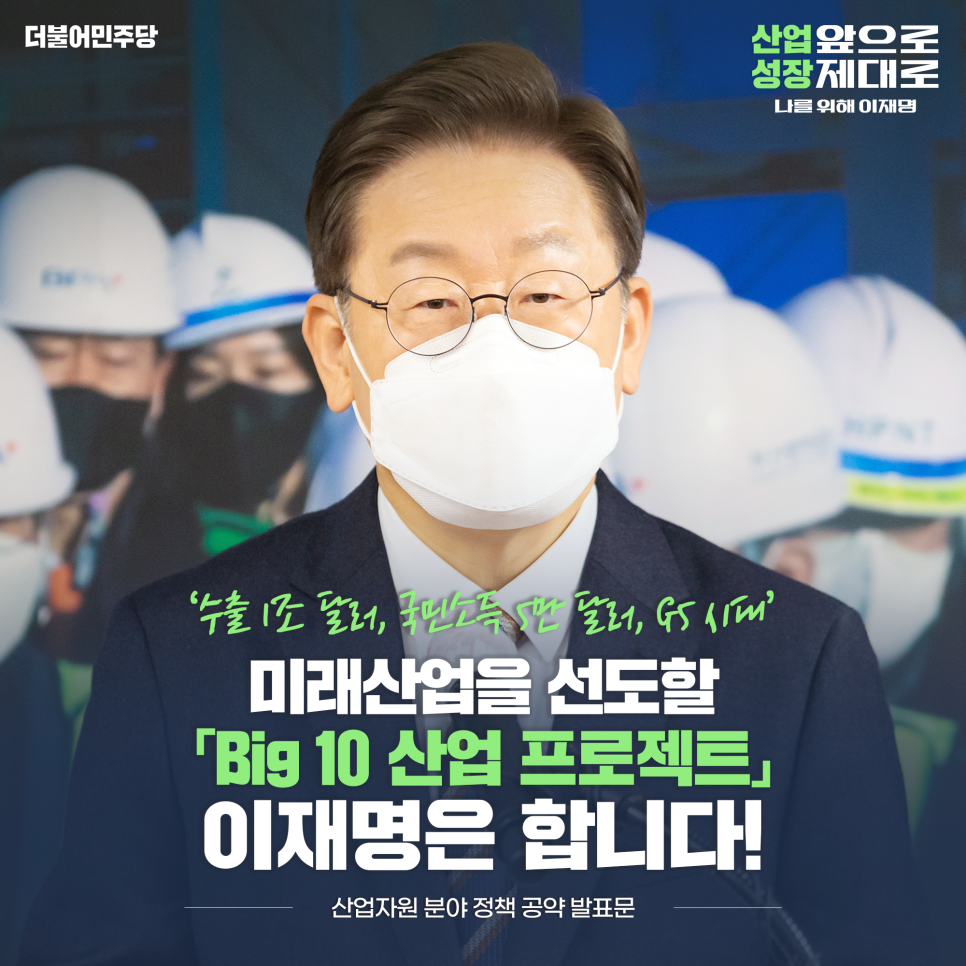 더불어민주당
산업 앞으로
성장 제대로
나를 위해 이재명
‘수출 1조 달러, 국민소득 5만 달러, G5 시대’
미래산업을 선도할
「Big 10 산업 프로젝트」
이재명은 합니다!
산업자원 분야 정책 공약 발표문